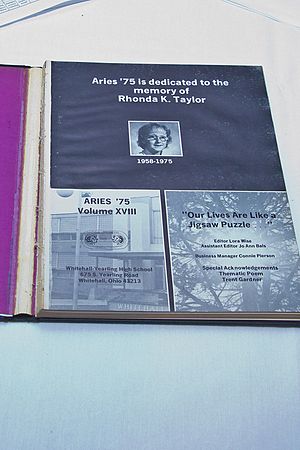 Aries '75 is dedicated to the
memory of
Rhonda K. Taylor
1958-1975
ARIES '75
Volume XVIII
Whitehall-Yearling High School
675 S. Yearling Road
Whitehall, Ohio 43213
WHITEHALL
"Our Lives Are Like a
Jigsaw Puzzle . . ."
Editor Lora Wise
Assistant Editor Jo Ann Bals
Business Manager Connie Pierson
Special Acknowledgements
Thematic Poem
Trent Gardner